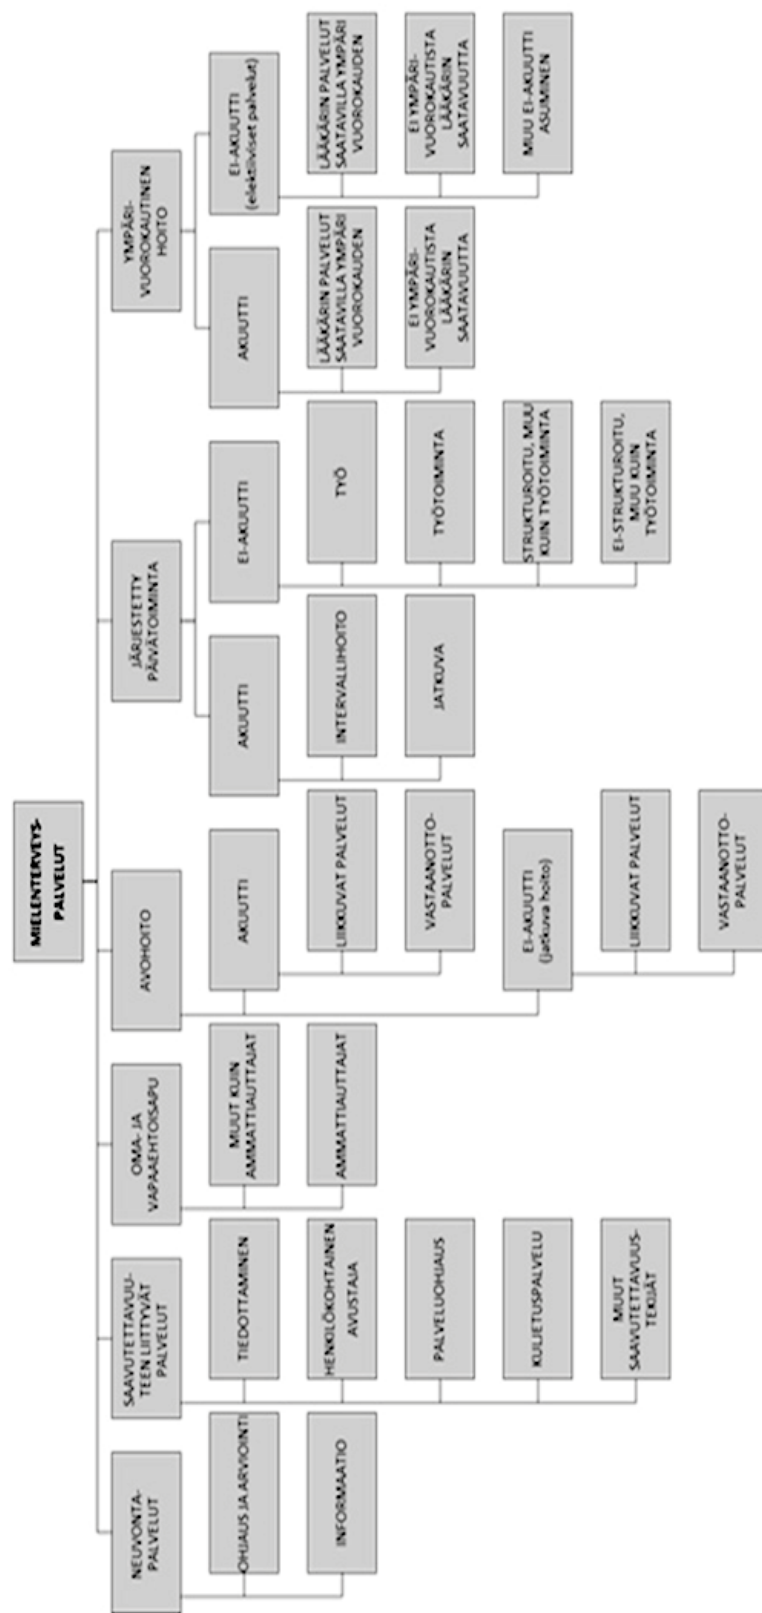 MIELENTERVEYS-
PALVELUT
NEUVONTA-
PALVELUT
OHJAUS JA ARVIOINTI
INFORMAATIO
SAAVUTETTAVUU-
TEEN LIITTYVÄT
PALVELUT
TIEDOTTAMINEN
HENKILÖKOHTAINEN
AVUSTAJA
PALVELUOHJAUS
KULJETUSPALVELU
MUUT
SAAVUTETTAVUUS-
TEKIJÄT
OMA- JA
VAPAAEHTOISAPU
MUUT KUIN
AMMATTIAUTTAJAT
AMMATTIAUTTAJAT
AVOHOITO
AKUUTTI
LIIKKUVAT PALVELUT
VASTAANOTTO-
PALVELUT
EI-AKUUTTI
(jatkuva hoito)
LIIKKUVAT PALVELUT
VASTAANOTTO-
PALVELUT
JÄRJESTETTY
PÄIVÄTOIMINTA
AKUUTTI
INTERVALLIHOITO
JATKUVA
EI-AKUUTTI
TYÖ
TYÖTOIMINTA
STRUKTUROITU, MUU
KUIN TYÖTOIMINTA
EI-STRUKTUROITU,
MUU KUIN
TYÖTOIMINTA
YMPÄRI-
VUOROKAUTINEN
HOITO
AKUUTTI
LÄÄKÄRIN PALVELUT
SAATAVILLA YMPÄRI
VUOROKAUDEN
EI YMPÄRI-
VUOROKAUTISTA
LÄÄKÄRIN
SAATAVUUTTA
EI-AKUUTTI
(elektiiviset palvelut)
LÄÄKÄRIN PALVELUT
SAATAVILLA YMPÄRI
VUOROKAUDEN
EI YMPÄRI-
VUOROKAUTISTA
LÄÄKÄRIN
SAATAVUUTTA
MUU EI-AKUUTTI
ASUMINEN